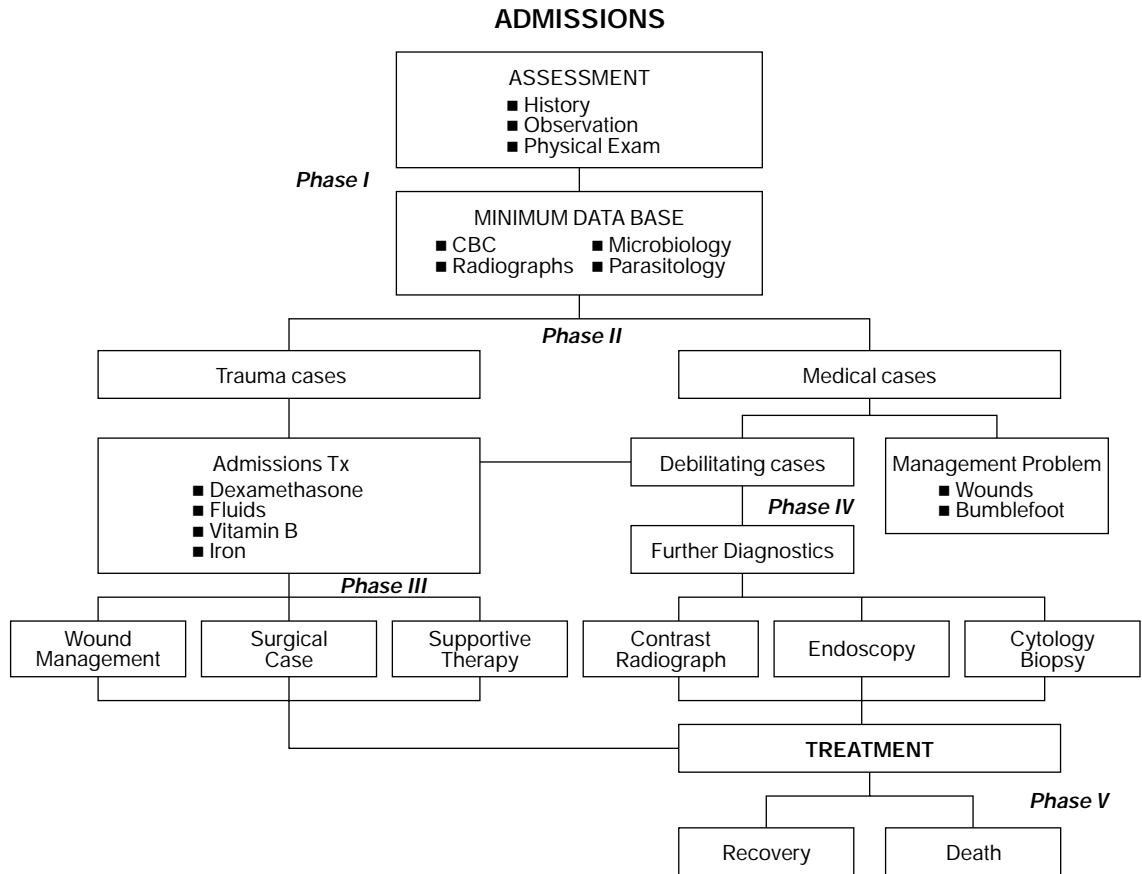 ADMISSIONS
ASSESSMENT
■ History
■ Observation
■ Physical Exam
Phase I
MINIMUM DATA BASE
■ CBC
■ Microbiology
■ Radiographs
■ Parasitology
Phase II
Trauma cases
Medical cases
Admissions Tx
■ Dexamethasone
■ Fluids
■ Vitamin B
■ Iron
Debilitating cases
Management Problem
■ Wounds
■ Bumblefoot
Phase IV
Further Diagnostics
Phase III
Wound
Management
Surgical
Case
Supportive
Therapy
Contrast
Radiograph
Endoscopy
Cytology
Biopsy
TREATMENT
Phase V
Recovery
Death